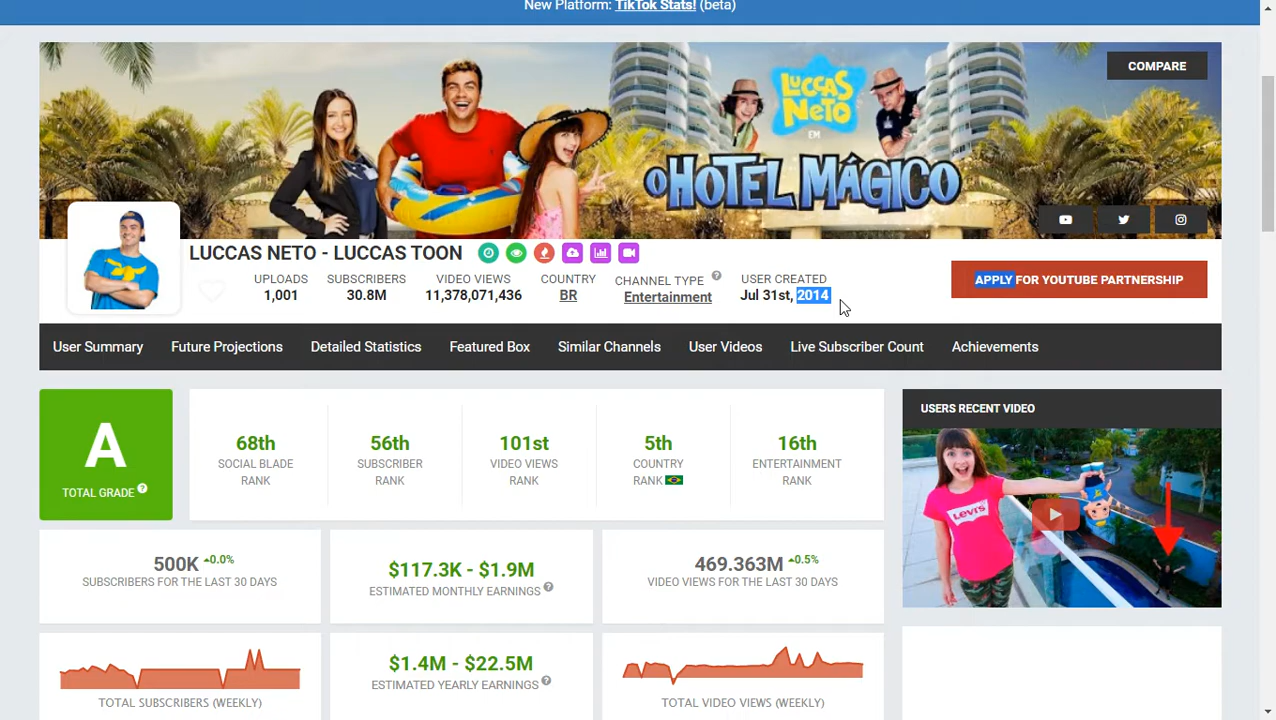 New Platform: TikTok Stats! (beta)
COMPARE
LUCCAS
NETO
EM
O HOTEL MÁGICO
LUCCAS NETO - LUCCAS TOON
UPLOADS
1,001
SUBSCRIBERS
30.8M
VIDEO VIEWS
11,378,071,436
COUNTRY
BR
CHANNEL TYPE ?
Entertainment
USER CREATED
Jul 31st, 2014
APPLY FOR YOUTUBE PARTNERSHIP
User Summary
Future Projections
Detailed Statistics
Featured Box
Similar Channels
User Videos
Live Subscriber Count
Achievements
A
TOTAL GRADE ?
68th
SOCIAL BLADE
RANK
56th
SUBSCRIBER
RANK
101st
VIDEO VIEWS
RANK
5th
COUNTRY
RANK
16th
ENTERTAINMENT
RANK
USERS RECENT VIDEO
LEVI'S
500K 0.0%
SUBSCRIBERS FOR THE LAST 30 DAYS
$117.3K - $1.9M
ESTIMATED MONTHLY EARNINGS ?
469.363M 0.5%
VIDEO VIEWS FOR THE LAST 30 DAYS
TOTAL SUBSCRIBERS (WEEKLY)
$1.4M - $22.5M
ESTIMATED YEARLY EARNINGS ?
TOTAL VIDEO VIEWS (WEEKLY)